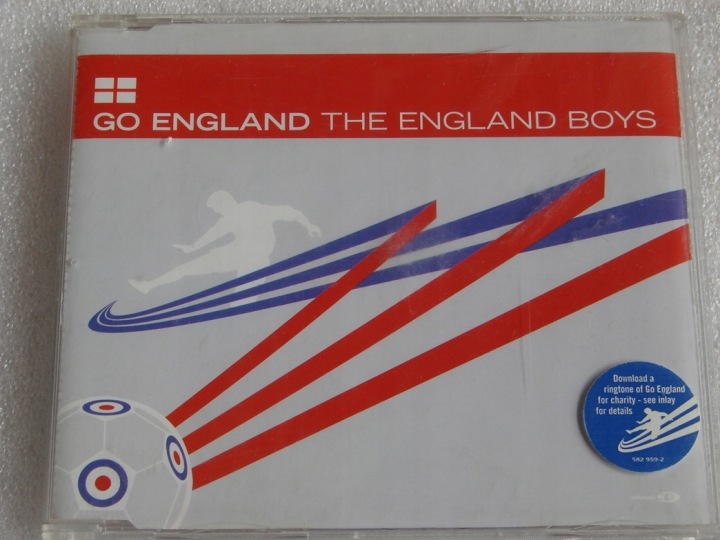 GO ENGLAND THE ENGLAND BOYS
Download a
ringtone of Go England
for charity - see inlay
for details
582 959-2